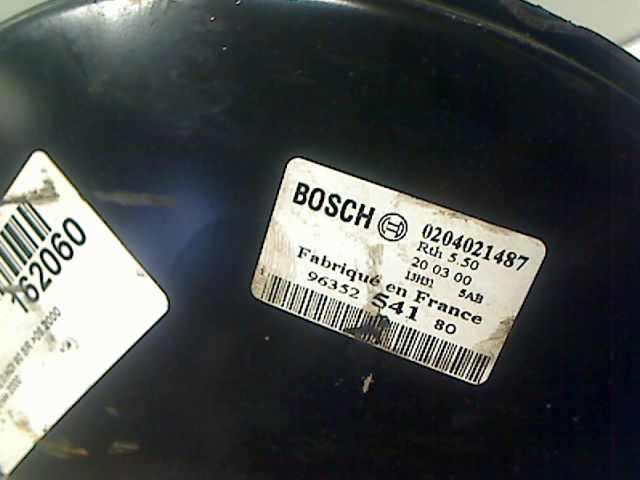 BOSCH 0204021487
Rth 5.50
20 03 00
5AB
Fabriqué en France
96352 541 80
162060